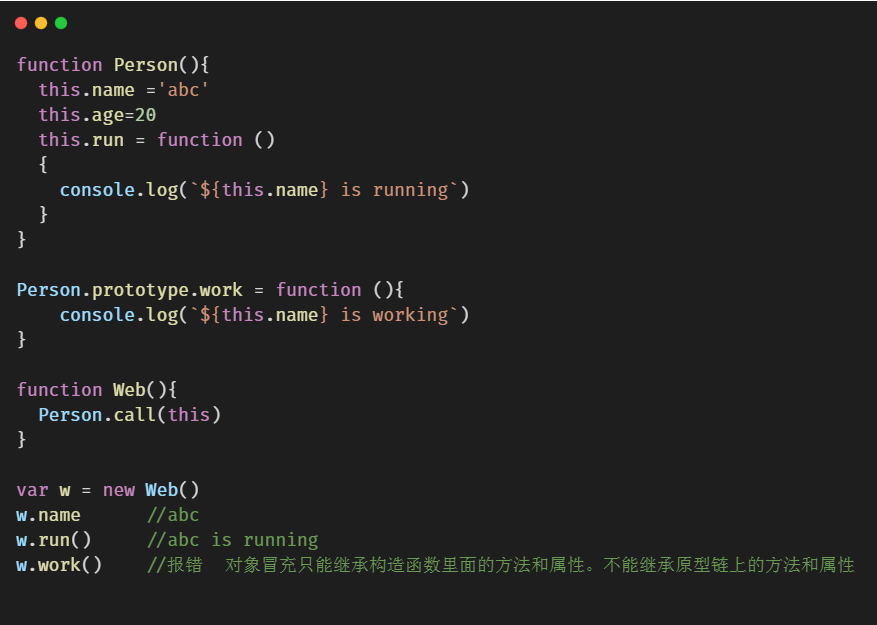 function Person(){
  this.name ='abc'
  this.age=20
  this.run = function ()
  {
    console.log(`${this.name} is running`)
  }
}
Person.prototype.work = function (){
    console.log(`${this.name} is working`)
}
function Web(){
  Person.call(this)
}
var w = new Web()
w.name      //abc
w.run()     //abc is running
w.work()    //报错  对象冒充只能继承构造函数里面的方法和属性。不能继承原型链上的方法和属性